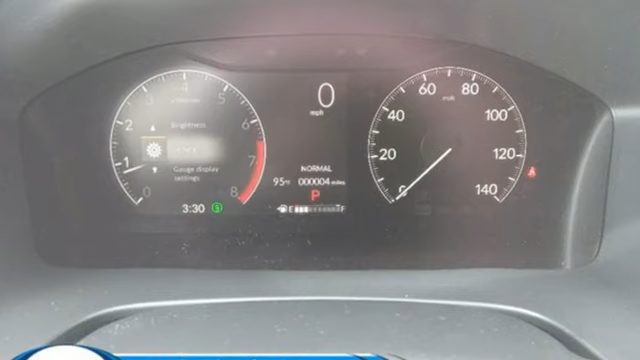 4
3
5
2
6
1
7
0
8
Brightness
Gauge display
settings
3:30
0
mph
NORMAL
95°F 000004 miles
P
E F
60 80
mph
40
100
20
120
0
140
A